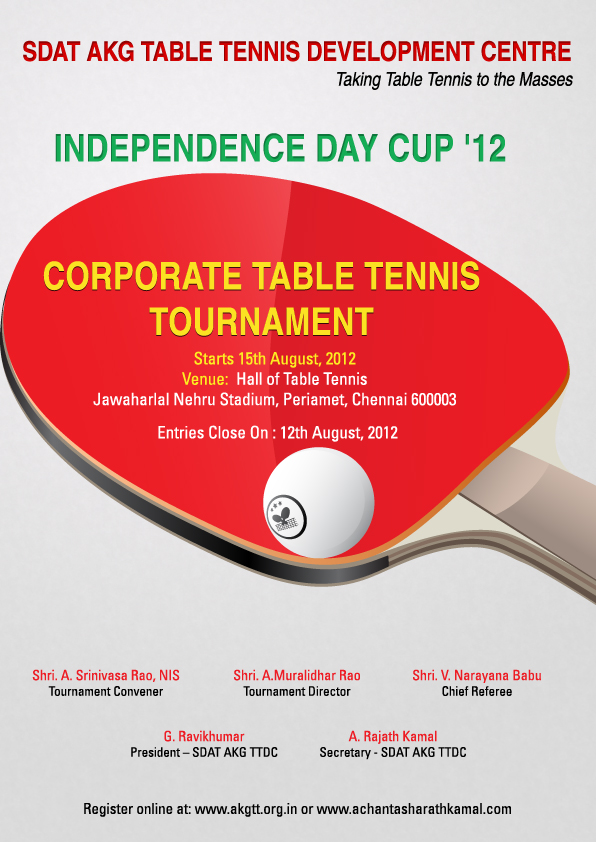 SDAT AKG TABLE TENNIS DEVELOPMENT CENTRE
Taking Table Tennis to the Masses
INDEPENDENCE DAY CUP '12
CORPORATE TABLE TENNIS
TOURNAMENT
Starts 15th August, 2012
Venue: Hall of Table Tennis
Jawaharlal Nehru Stadium, Periamet, Chennai 600003
Entries Close On : 12th August, 2012
Shri. A. Srinivasa Rao, NIS
Tournament Convener
Shri. A.Muralidhar Rao
Tournament Director
Shri. V. Narayana Babu
Chief Referee
G. Ravikhumar
President – SDAT AKG TTDC
A. Rajath Kamal
Secretary - SDAT AKG TTDC
Register online at: www.akgtt.org.in or www.achantasharathkamal.com